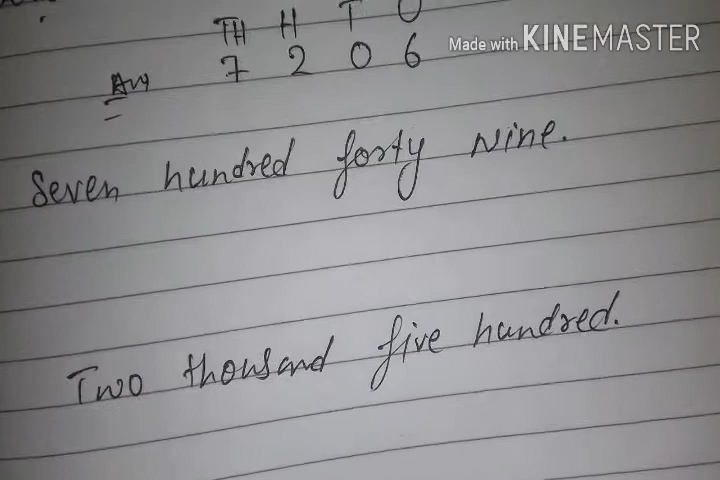 TH H T U
Made with KINEMASTER
Ans 7 2 0 6
Seven hundred forty Nine.
Two thousand five hundred.